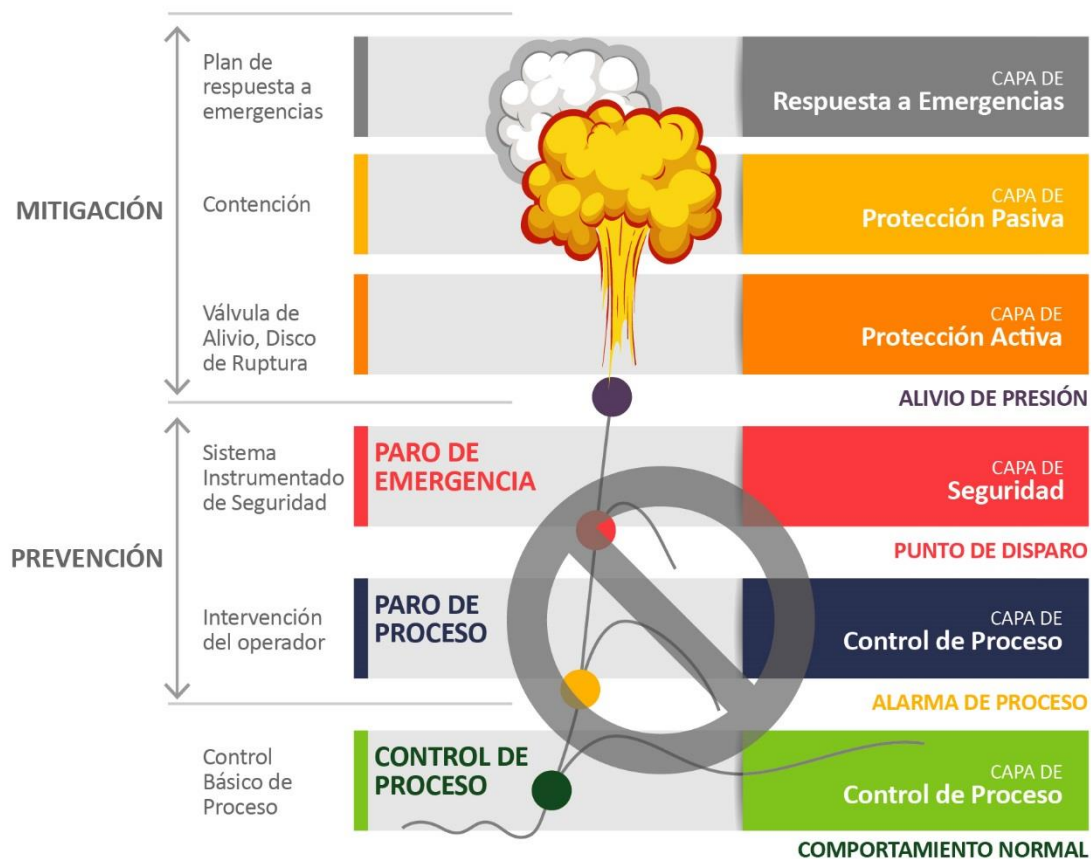 Plan de
respuesta a
emergencias
CAPA DE
Respuesta a Emergencias
MITIGACIÓN
Contención
CAPA DE
Protección Pasiva
Válvula de
Alivio, Disco
de Ruptura
CAPA DE
Protección Activa
ALIVIO DE PRESIÓN
Sistema
Instrumentado
de Seguridad
PARO DE
EMERGENCIA
CAPA DE
Seguridad
PREVENCIÓN
PUNTO DE DISPARO
Intervención
del operador
PARO DE
PROCESO
CAPA DE
Control de Proceso
ALARMA DE PROCESO
Control
Básico de
Proceso
CONTROL DE
PROCESO
CAPA DE
Control de Proceso
COMPORTAMIENTO NORMAL